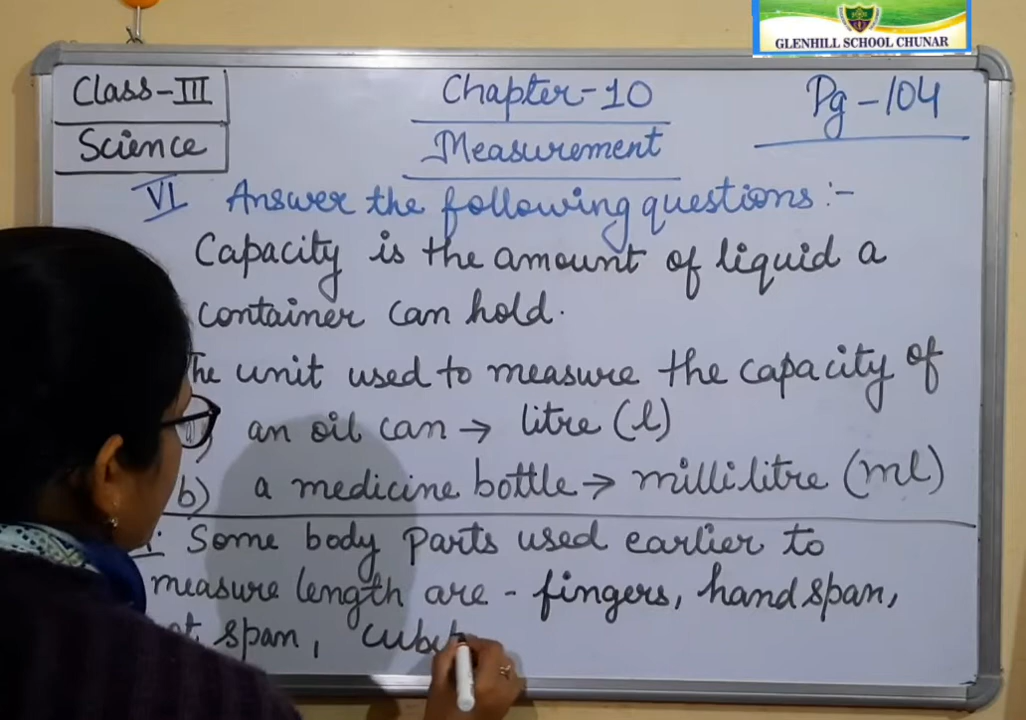 GLENHILL SCHOOL CHUNAR
Class-III
Science
Chapter-10
Measurement
Pg-104
VI Answer the following questions:-
Capacity is the amount of liquid a
container can hold.
The unit used to measure the capacity of
an oil can → litre (l)
b) a medicine bottle → millilitre (ml)
Some body parts used earlier to
measure length are - fingers, hand span,
span, cubit